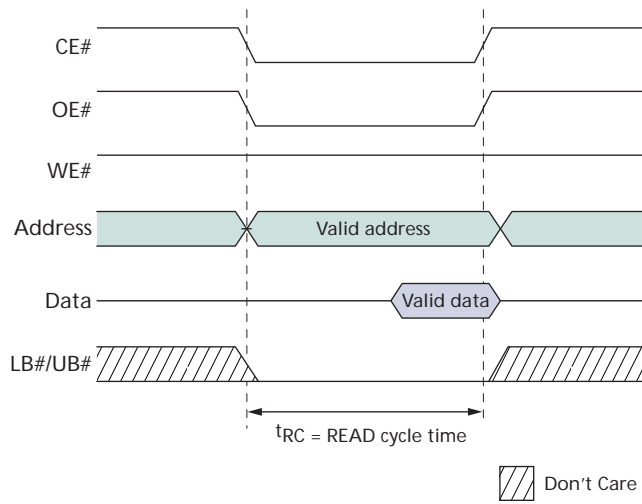 CE#
OE#
WE#
Address
Valid address
Data
Valid data
LB#/UB#
tRC = READ cycle time
Don't Care